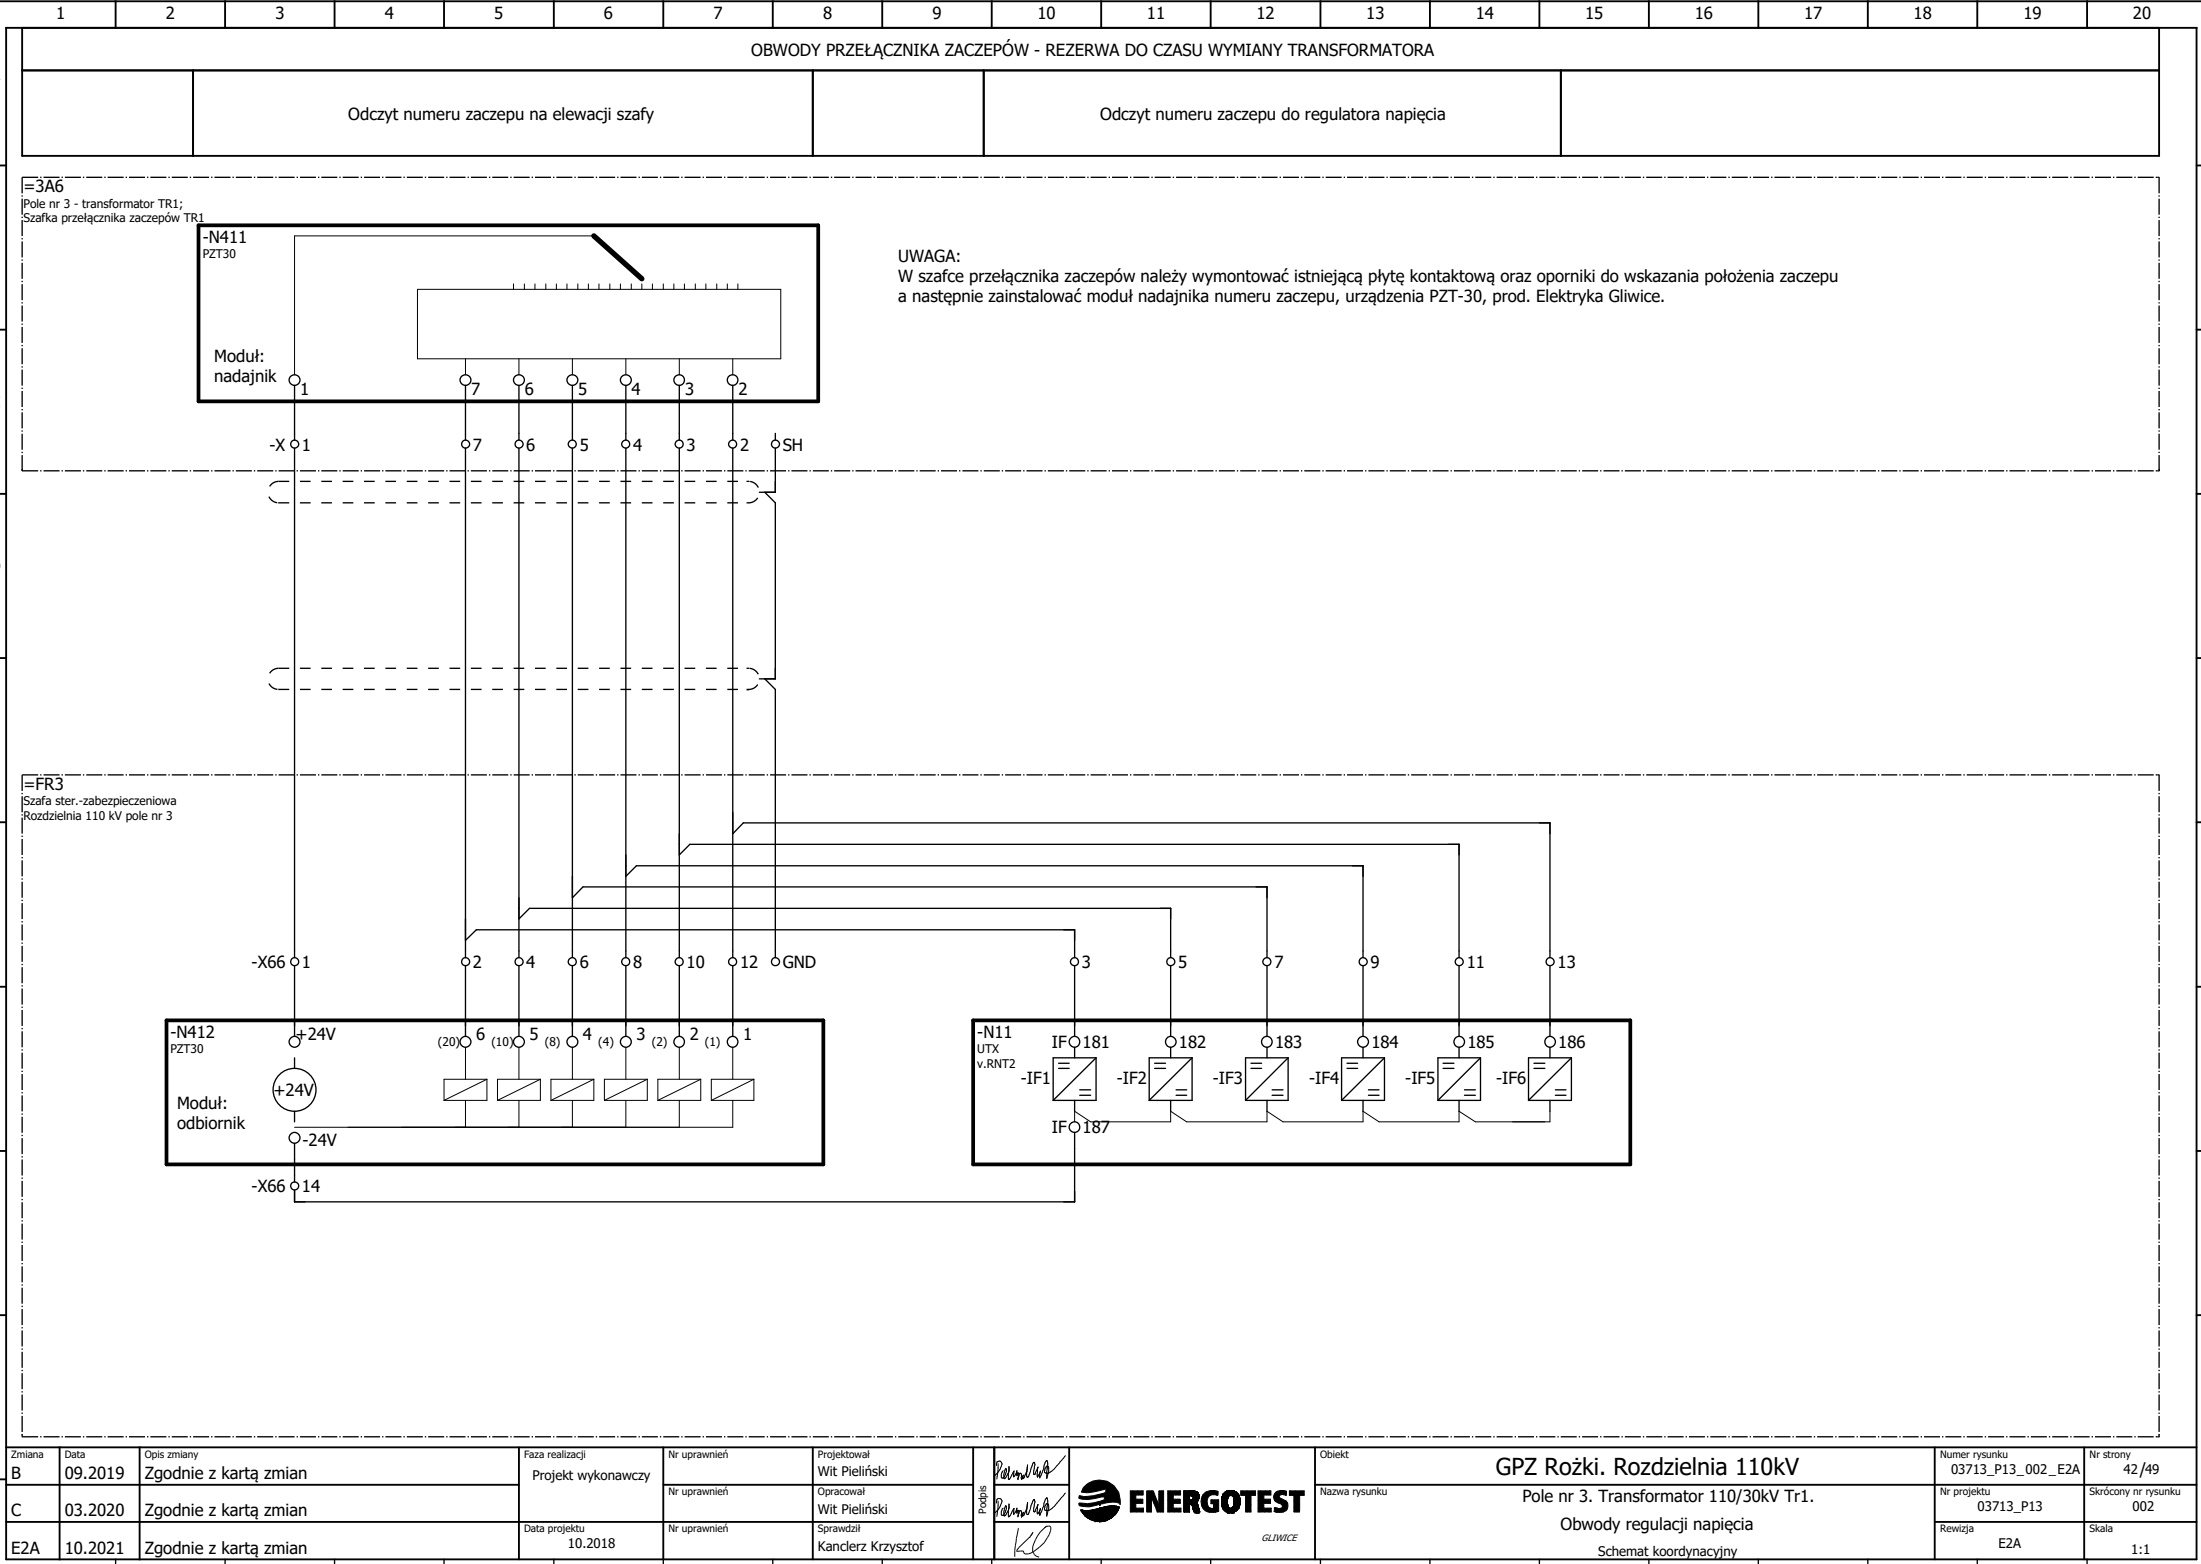 1 2 3 4 5 6 7 8 9 10 11 12 13 14 15 16 17 18 19 20
OBWODY PRZEŁĄCZNIKA ZACZEPÓW - REZERWA DO CZASU WYMIANY TRANSFORMATORA
Odczyt numeru zaczepu na elewacji szafy
Odczyt numeru zaczepu do regulatora napięcia
=3A6
Pole nr 3 - transformator TR1;
Szafka przełącznika zaczepów TR1
-N411
PZT30
UWAGA:
W szafce przełącznika zaczepów należy wymontować istniejącą płytę kontaktową oraz oporniki do wskazania położenia zaczepu
a następnie zainstalować moduł nadajnika numeru zaczepu, urządzenia PZT-30, prod. Elektryka Gliwice.
Moduł:
nadajnik
1 7 6 5 4 3 2
-X 1 7 6 5 4 3 2 SH
=FR3
Szafa ster.-zabezpieczeniowa
Rozdzielnia 110 kV pole nr 3
-X66 1 2 4 6 8 10 12 GND 3 5 7 9 11 13
-N412
PZT30
+24V
(20) 6 (10) 5 (8) 4 (4) 3 (2) 2 (1) 1
+24V
Moduł:
odbiornik
-24V
-X66 14
-N11
UTX
v.RNT2
IF 181 182 183 184 185 186
-IF1 -IF2 -IF3 -IF4 -IF5 -IF6
IF 187
Zmiana Data Opis zmiany
B 09.2019 Zgodnie z kartą zmian
C 03.2020 Zgodnie z kartą zmian
E2A 10.2021 Zgodnie z kartą zmian
Faza realizacji
Projekt wykonawczy
Data projektu
10.2018
Nr uprawnień
Nr uprawnień
Nr uprawnień
Projektował
Wit Pieliński
Opracował
Wit Pieliński
Sprawdził
Kanclerz Krzysztof
Podpis
ENERGOTEST
GLIWICE
Obiekt
GPZ Rożki. Rozdzielnia 110kV
Nazwa rysunku
Pole nr 3. Transformator 110/30kV Tr1.
Obwody regulacji napięcia
Schemat koordynacyjny
Numer rysunku
03713_P13_002_E2A
Nr strony
42/49
Nr projektu
03713_P13
Skrócony nr rysunku
002
Rewizja
E2A
Skala
1:1